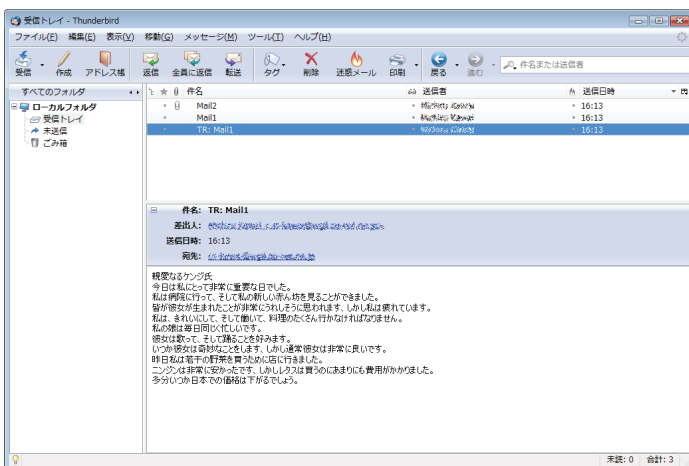 受信トレイ - Thunderbird
ファイル(F) 編集(E) 表示(V) 移動(G) メッセージ(M) ツール(T) ヘルプ(H)
受信 作成 アドレス帳 返信 全員に返信 転送 タグ 削除 迷惑メール 印刷 戻る 進む 件名または送信者
すべてのフォルダ 件名 送信者 送信日時
ローカルフォルダ
受信トレイ
未送信
ごみ箱
Mail2 16:13
Mail1 16:13
TR: Mail1 16:13
件名: TR: Mail1
差出人:
送信日時: 16:13
宛先:
親愛なるケンジ氏
今日は私にとって非常に重要な日でした。
私は病院に行って、そして私の新しい赤ん坊を見ることができました。
皆が彼女が生まれたことが非常にうれしそうに思われます、しかし私は疲れています。
私は、きれいにして、そして働いて、料理のたくさん行かなければなりません。
私の娘は毎日同じく忙しいです。
彼女は歌って、そして踊ることを好みます。
いつか彼女は奇妙なことをします、しかし通常彼女は非常に良いです。
昨日私は若干の野菜を買うために店に行きました。
ニンジンは非常に安かったです、しかしレタスは買うのにあまりにも費用がかかりました。
多分いつか日本での価格は下がるでしょう。
未読: 0 合計: 3